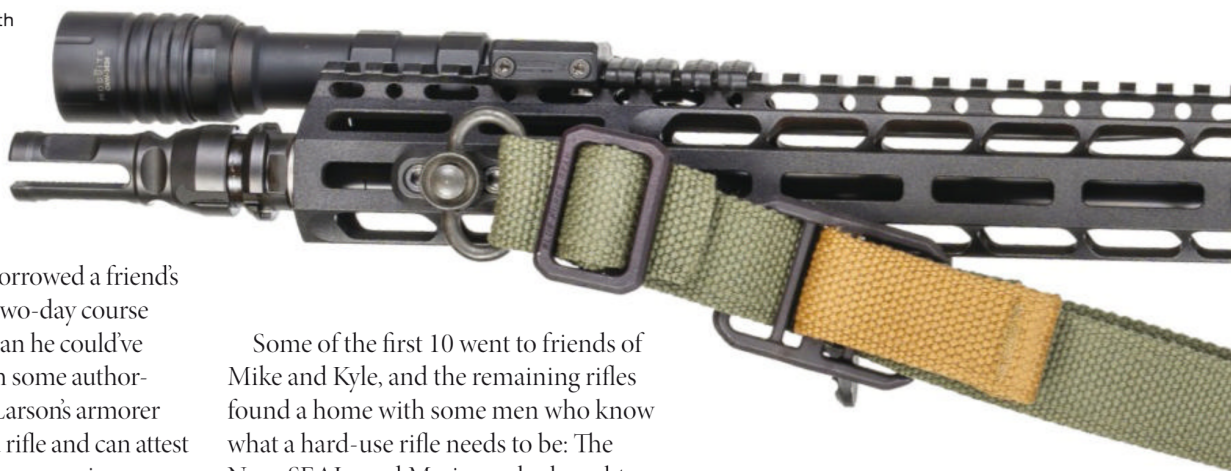 th
orrowed a friend's
wo-day course
an he could've
n some author-
Larson's armorer
rifle and can attest
Some of the first 10 went to friends of
Mike and Kyle, and the remaining rifles
found a home with some men who know
what a hard-use rifle needs to be: The
MODLITE